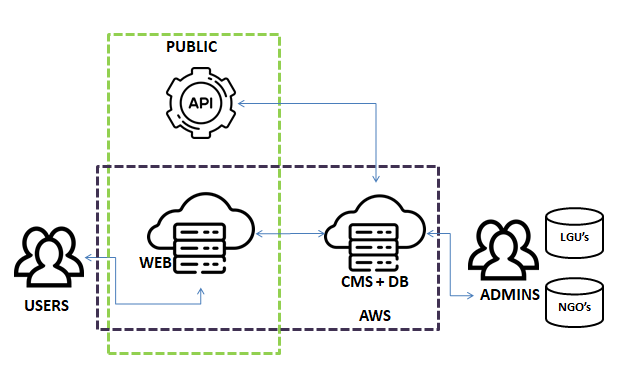 PUBLIC
API
WEB
CMS + DB
USERS
ADMINS
LGU's
NGO's
AWS